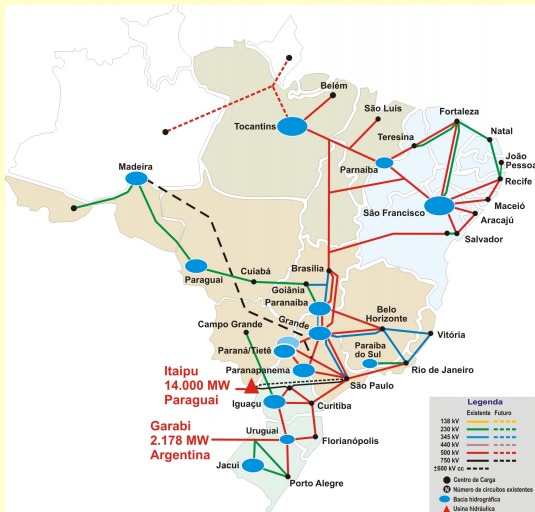 Belém
São Luis
Fortaleza
Tocantins
Teresina
Natal
Parnaíba
João
Pessoa
Madeira
Recife
São Francisco
Maceió
Aracajú
Salvador
Cuiabá
Brasília
Paraguai
Goiânia
Paranaíba
Belo
Horizonte
Campo Grande
Grande
Vitória
Paraná/Tietê
Paraíba
do Sul
Itaipu
14.000 MW
Paraguai
Paranapanema
São Paulo
Rio de Janeiro
Iguaçu
Curitiba
Garabi
2.178 MW
Argentina
Uruguai
Florianópolis
Jacui
Porto Alegre
Legenda
Existente Futuro
138 kV
230 kV
345 kV
440 kV
500 kV
750 kV
±600 kV cc
Centro de Carga
N Número de circuitos existentes
Bacia hidrográfica
Usina hidráulica